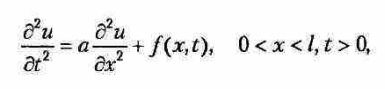 ∂²u/∂t² = a ∂²u/∂x² + f(x,t),   0 < x < l, t > 0,